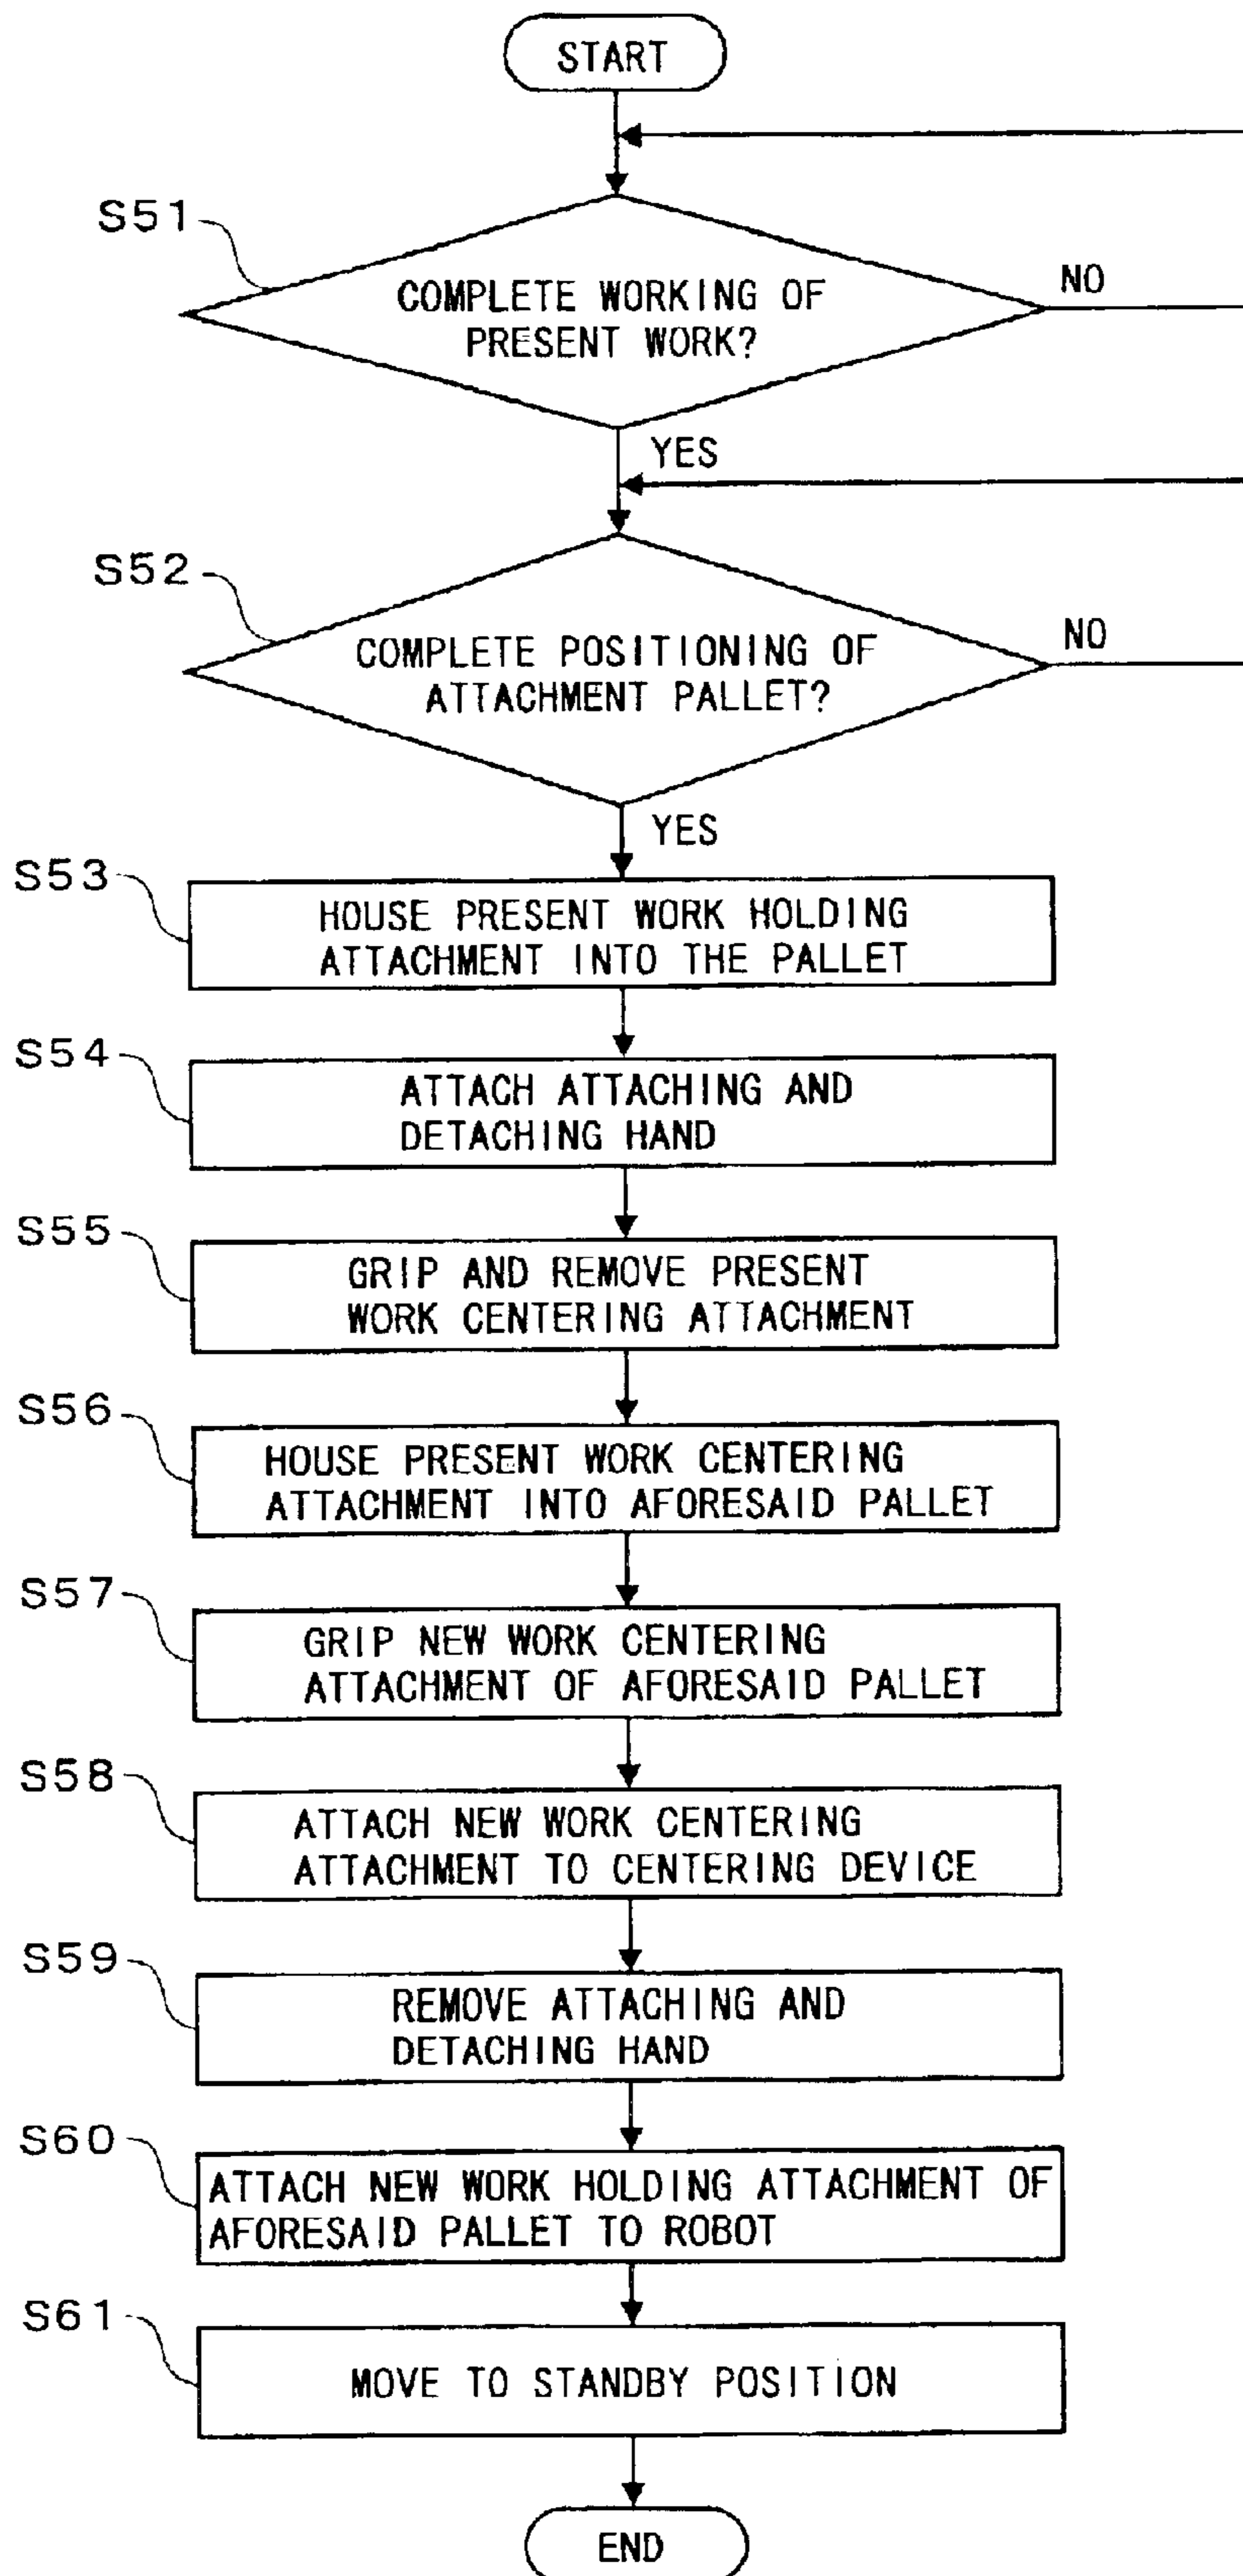 START
S51
COMPLETE WORKING OF
PRESENT WORK?
NO
YES
S52
COMPLETE POSITIONING OF
ATTACHMENT PALLET?
NO
YES
S53
HOUSE PRESENT WORK HOLDING
ATTACHMENT INTO THE PALLET
S54
ATTACH ATTACHING AND
DETACHING HAND
S55
GRIP AND REMOVE PRESENT
WORK CENTERING ATTACHMENT
S56
HOUSE PRESENT WORK CENTERING
ATTACHMENT INTO AFORESAID PALLET
S57
GRIP NEW WORK CENTERING
ATTACHMENT OF AFORESAID PALLET
S58
ATTACH NEW WORK CENTERING
ATTACHMENT TO CENTERING DEVICE
S59
REMOVE ATTACHING AND
DETACHING HAND
S60
ATTACH NEW WORK HOLDING ATTACHMENT OF
AFORESAID PALLET TO ROBOT
S61
MOVE TO STANDBY POSITION
END